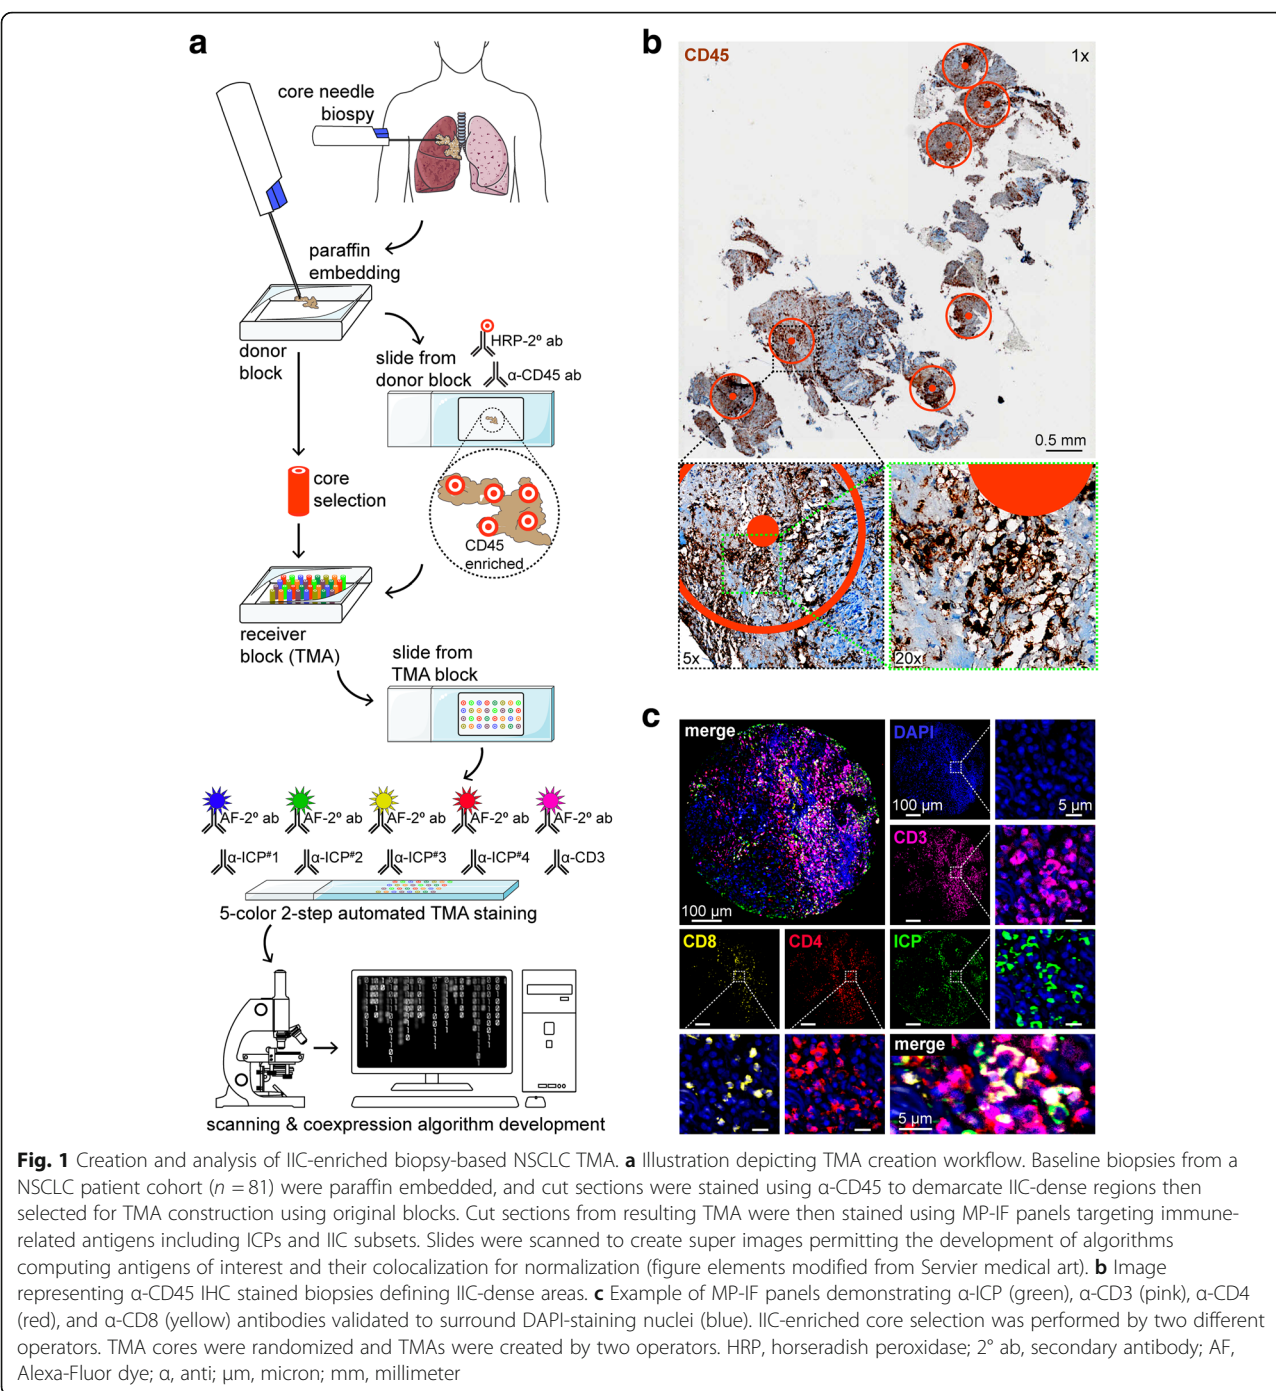 a
core needle
biospy
paraffin
embedding
donor
block
slide from
donor block
HRP-2º ab
α-CD45 ab
core
selection
CD45
enriched
receiver
block (TMA)
slide from
TMA block
AF-2º ab
AF-2º ab
AF-2º ab
AF-2º ab
AF-2º ab
α-ICP#1
α-ICP#2
α-ICP#3
α-ICP#4
α-CD3
5-color 2-step automated TMA staining
scanning & coexpression algorithm development
b
CD45
1x
0.5 mm
5x
20x
c
merge
100 µm
DAPI
100 µm
5 µm
CD3
CD8
CD4
ICP
merge
5 µm
Fig. 1 Creation and analysis of IIC-enriched biopsy-based NSCLC TMA. a Illustration depicting TMA creation workflow. Baseline biopsies from a
NSCLC patient cohort (n = 81) were paraffin embedded, and cut sections were stained using α-CD45 to demarcate IIC-dense regions then
selected for TMA construction using original blocks. Cut sections from resulting TMA were then stained using MP-IF panels targeting immune-
related antigens including ICPs and IIC subsets. Slides were scanned to create super images permitting the development of algorithms
computing antigens of interest and their colocalization for normalization (figure elements modified from Servier medical art). b Image
representing α-CD45 IHC stained biopsies defining IIC-dense areas. c Example of MP-IF panels demonstrating α-ICP (green), α-CD3 (pink), α-CD4
(red), and α-CD8 (yellow) antibodies validated to surround DAPI-staining nuclei (blue). IIC-enriched core selection was performed by two different
operators. TMA cores were randomized and TMAs were created by two operators. HRP, horseradish peroxidase; 2° ab, secondary antibody; AF,
Alexa-Fluor dye; α, anti; µm, micron; mm, millimeter